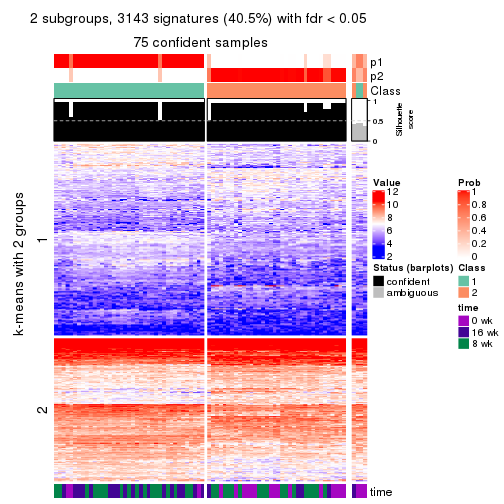 2 subgroups, 3143 signatures (40.5%) with fdr < 0.05
75 confident samples
p1
p2
Class
1
0.5
0
Silhouette
score
k-means with 2 groups
1
2
time
Value
12
10
8
6
4
2
Prob
1
0.8
0.6
0.4
0.2
0
Status (barplots)
confident
ambiguous
Class
1
2
time
0 wk
16 wk
8 wk